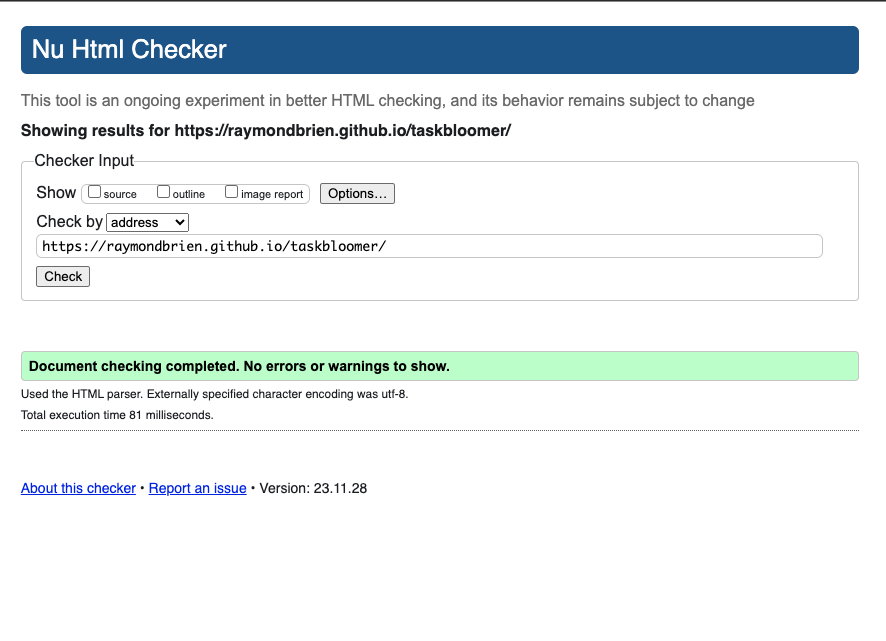 Nu Html Checker
This tool is an ongoing experiment in better HTML checking, and its behavior remains subject to change
Showing results for https://raymondbrien.github.io/taskbloomer/
Checker Input
Show source outline image report Options...
Check by address
https://raymondbrien.github.io/taskbloomer/
Check
Document checking completed. No errors or warnings to show.
Used the HTML parser. Externally specified character encoding was utf-8.
Total execution time 81 milliseconds.
About this checker • Report an issue • Version: 23.11.28